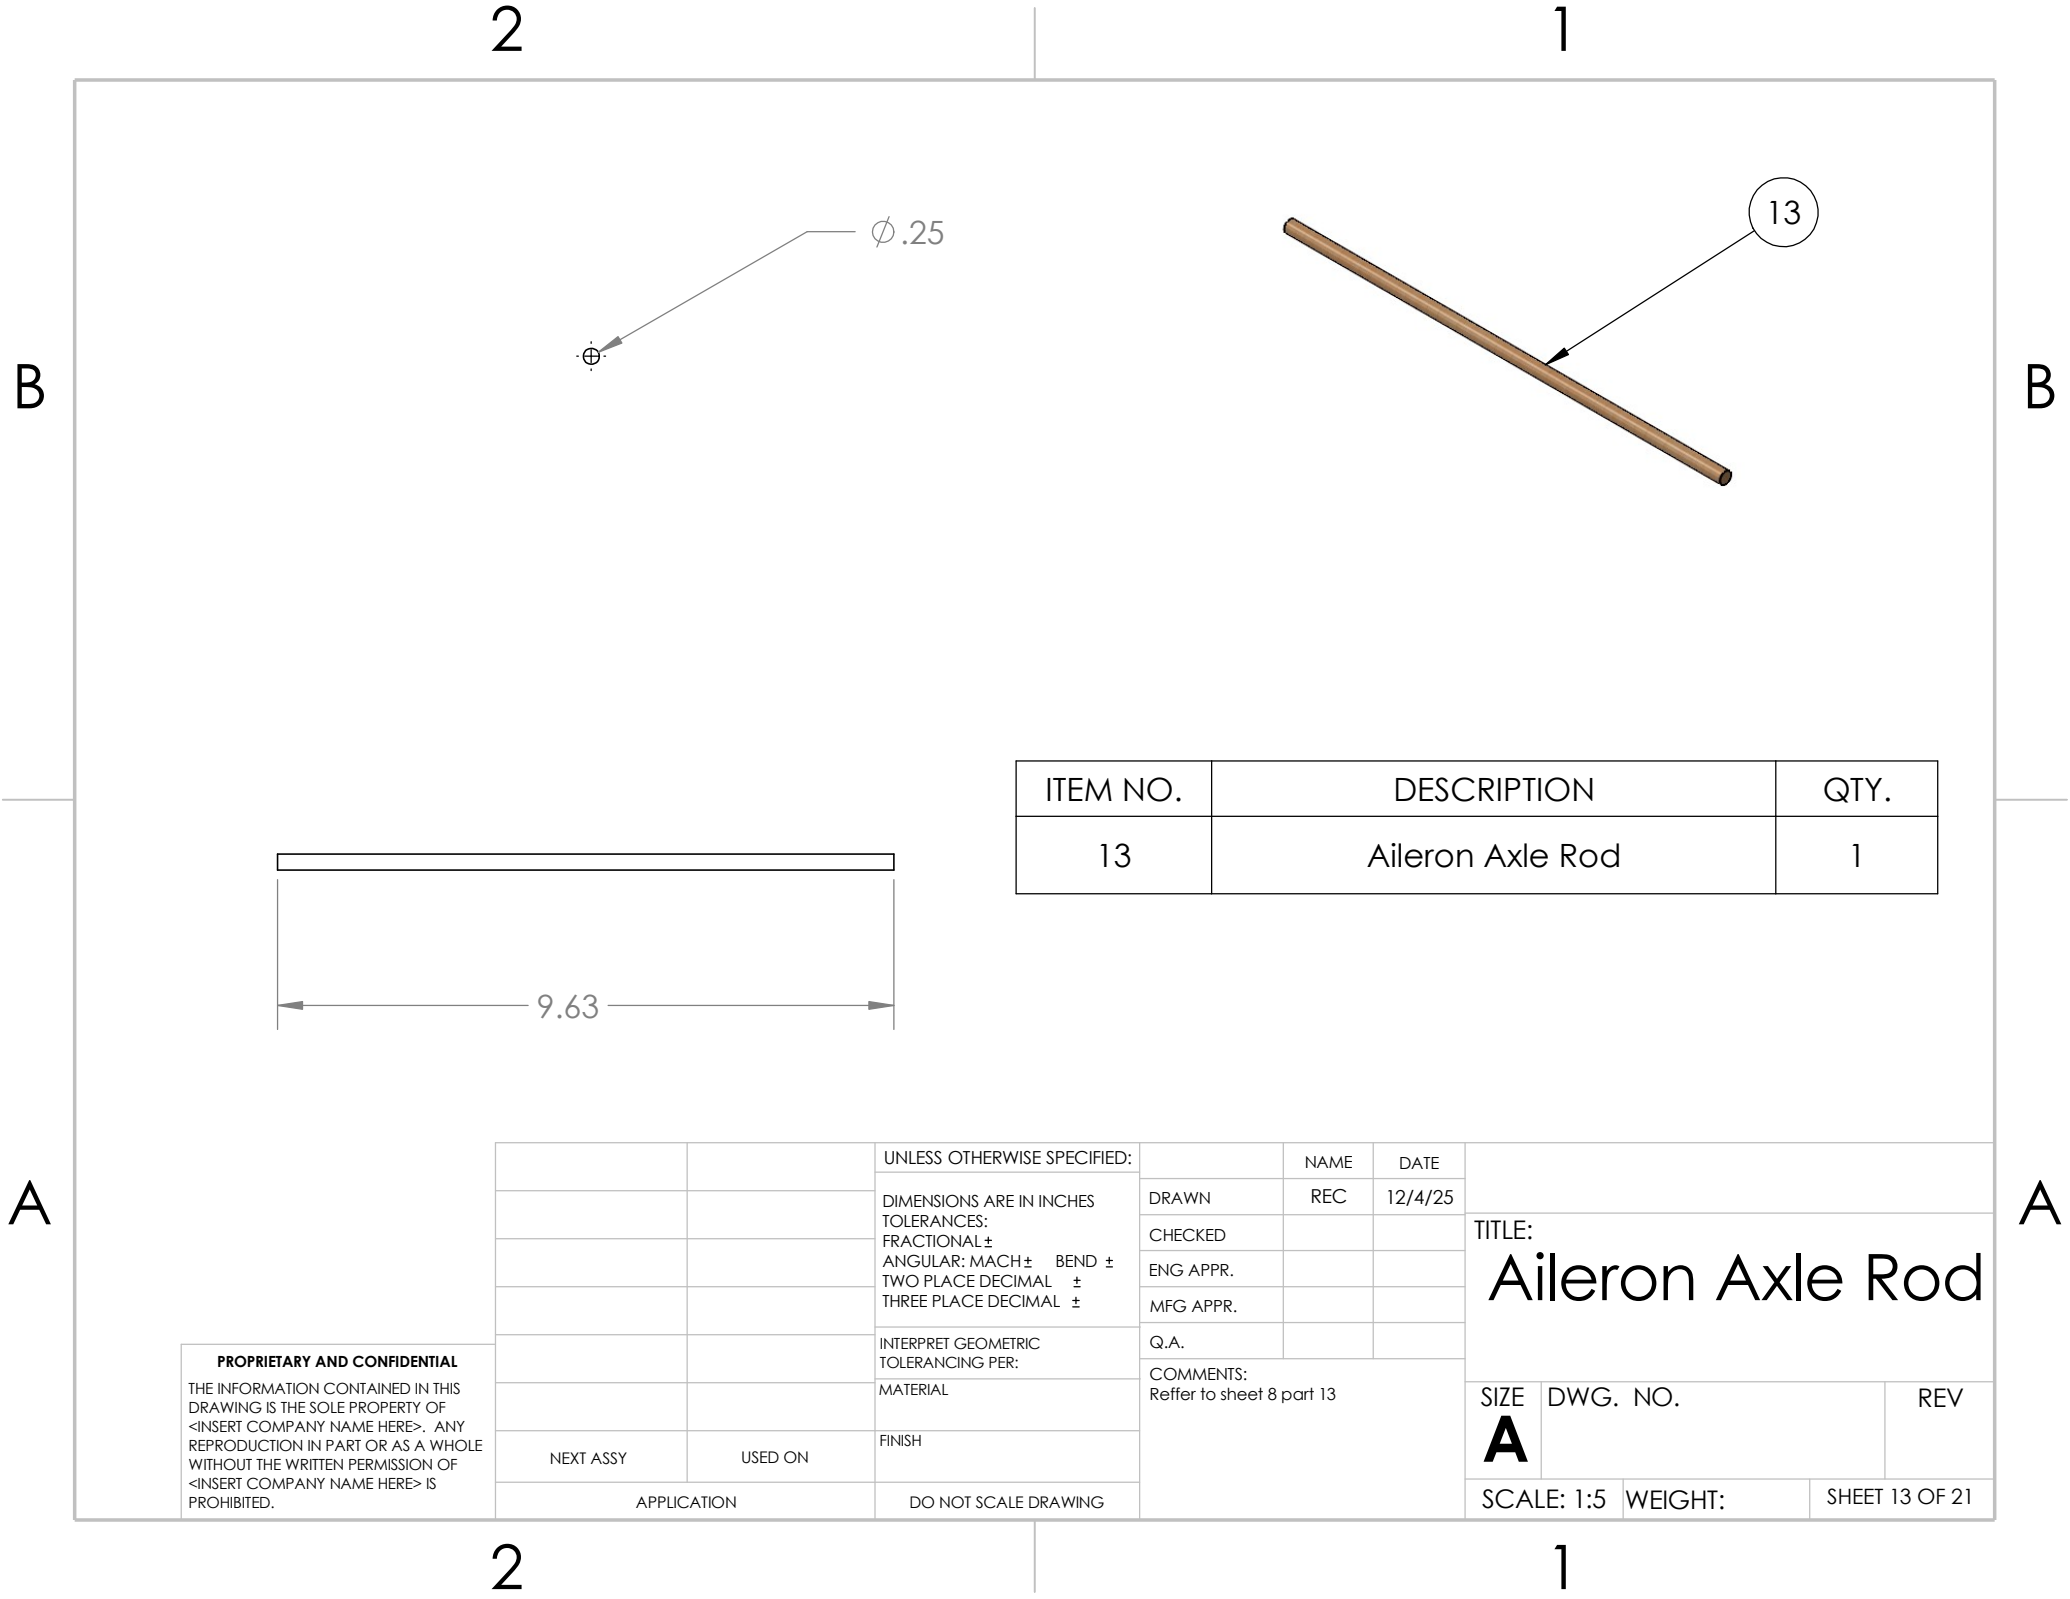 2
1
B
B
∅.25
13
ITEM NO.
DESCRIPTION
QTY.
13
Aileron Axle Rod
1
9.63
A
A
PROPRIETARY AND CONFIDENTIAL
THE INFORMATION CONTAINED IN THIS
DRAWING IS THE SOLE PROPERTY OF
<INSERT COMPANY NAME HERE>. ANY
REPRODUCTION IN PART OR AS A WHOLE
WITHOUT THE WRITTEN PERMISSION OF
<INSERT COMPANY NAME HERE> IS
PROHIBITED.
NEXT ASSY
USED ON
APPLICATION
UNLESS OTHERWISE SPECIFIED:
DIMENSIONS ARE IN INCHES
TOLERANCES:
FRACTIONAL ±
ANGULAR: MACH ± BEND ±
TWO PLACE DECIMAL ±
THREE PLACE DECIMAL ±
INTERPRET GEOMETRIC
TOLERANCING PER:
MATERIAL
FINISH
DO NOT SCALE DRAWING
NAME
DATE
DRAWN
REC
12/4/25
CHECKED
ENG APPR.
MFG APPR.
Q.A.
COMMENTS:
Reffer to sheet 8 part 13
TITLE:
Aileron Axle Rod
SIZE
A
DWG. NO.
REV
SCALE: 1:5
WEIGHT:
SHEET 13 OF 21
2
1